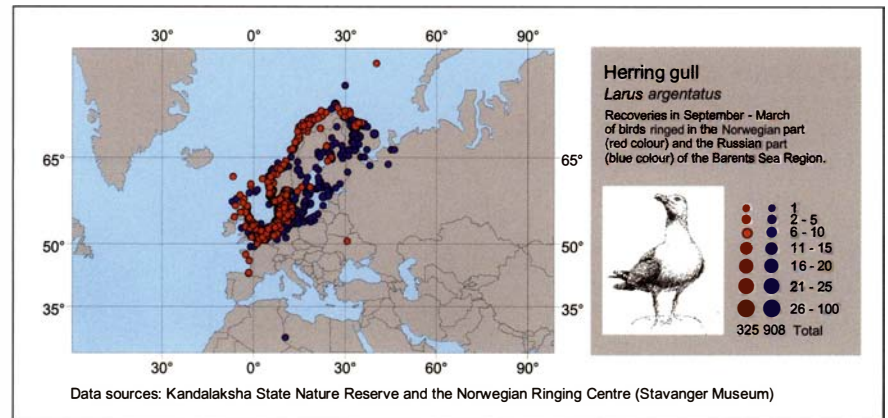 30° 0° 30° 60° 90°
65° 65°
50° 50°
35° 35°
30° 0° 30° 60° 90°
Herring gull
Larus argentatus
Recoveries in September - March
of birds ringed in the Norwegian part
(red colour) and the Russian part
(blue colour) of the Barents Sea Region.
1
2 - 5
6 - 10
11 - 15
16 - 20
21 - 25
26 - 100
325 908 Total
Data sources: Kandalaksha State Nature Reserve and the Norwegian Ringing Centre (Stavanger Museum)